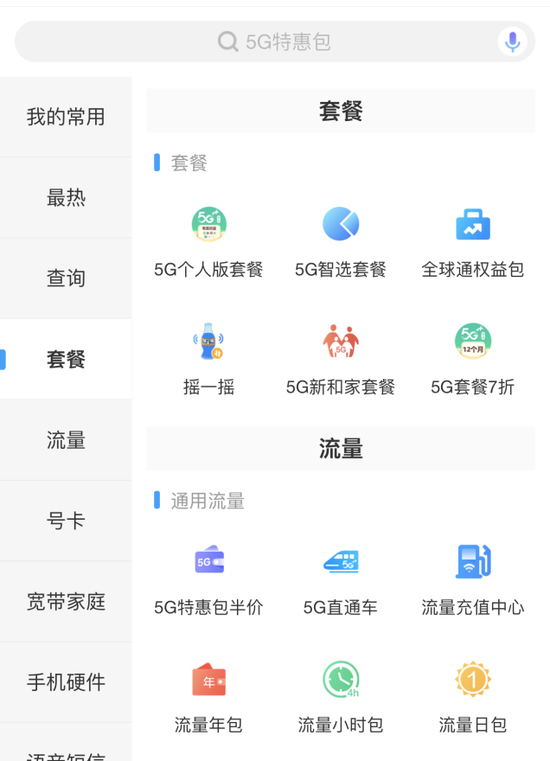 5G特惠包
我的常用
最热
查询
套餐
流量
号卡
宽带家庭
手机硬件
语音短信
套餐
套餐
5G
5G个人版套餐
5G智选套餐
全球通权益包
摇一摇
5G
5G新和家套餐
5G
12个月
5G套餐7折
流量
通用流量
5G
5G特惠包半价
5G
5G直通车
流量充值中心
年
流量年包
4h
流量小时包
1
流量日包